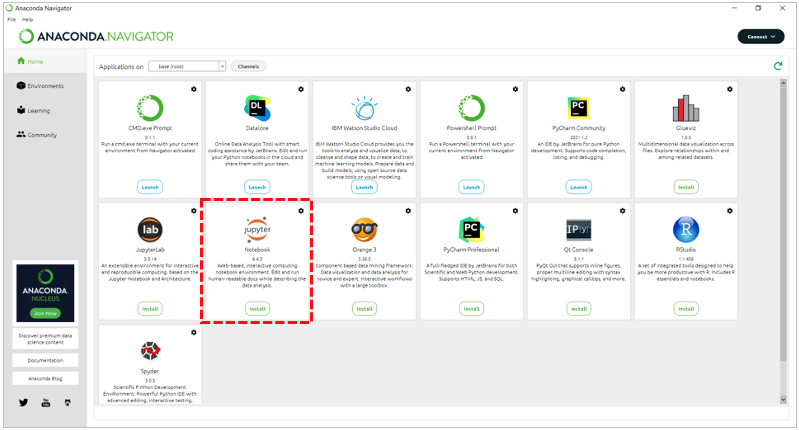 Anaconda Navigator
File Help
ANACONDA.NAVIGATOR
Connect
Home
Environments
Learning
Community
ANACONDA
NUCLEUS
Join Now
Discover premium data
science content
Documentation
Anaconda Blog
Applications on base (root) Channels
CMD.exe Prompt
0.1.1
Run a cmd.exe terminal with your current
environment from Navigator activated
Launch
DL
Datalore
Online Data Analysis Tool with smart
coding assistance by JetBrains. Edit and run
your Python notebooks in the cloud and
share them with your team.
Launch
IBM Watson Studio Cloud
IBM Watson Studio Cloud provides you the
tools to analyze and visualize data, to
cleanse and shape data, to create and train
machine learning models. Prepare data and
build models, using open source data
science tools or visual modeling.
Launch
Powershell Prompt
0.0.1
Run a Powershell terminal with your current
environment from Navigator activated
Launch
PC
PyCharm Community
2021.1.2
An IDE by JetBrains for pure Python
development. Supports code completion,
listing, and debugging.
Launch
Glueviz
1.0.0
Multidimensional data visualization across
files. Explore relationships within and
among related datasets.
Install
lab
JupyterLab
3.0.14
An extensible environment for interactive
and reproducible computing, based on the
Jupyter Notebook and Architecture.
Install
jupyter
Notebook
6.4.3
Web-based, interactive computing
notebook environment. Edit and run
human-readable docs while describing the
data analysis.
Install
Orange 3
3.26.0
Component based data mining framework.
Data visualization and data analysis for
novice and expert. Interactive workflows
with a large toolbox.
Install
PC
PyCharm Professional
A full-fledged IDE by JetBrains for both
Scientific and Web Python development.
Supports HTML, JS, and SQL.
Install
IP[y]:
Qt Console
5.1.1
PyQt GUI that supports inline figures,
proper multiline editing with syntax
highlighting, graphical calltips, and more.
Install
R
RStudio
1.1.456
A set of integrated tools designed to help
you be more productive with R. Includes R
essentials and notebooks.
Install
Spyder
5.0.5
Scientific PYthon Development
EnviRonment. Powerful Python IDE with
advanced editing, interactive testing,